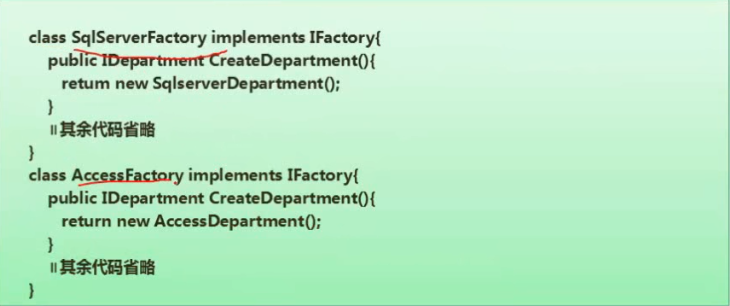 class SqlServerFactory implements IFactory{
public IDepartment CreateDepartment(){
retum new SqlserverDepartment();
}
॥其余代码省略
}
class AccessFactory implements IFactory{
public IDepartment CreateDepartment(){
return new AccessDepartment();
}
॥其余代码省略
}